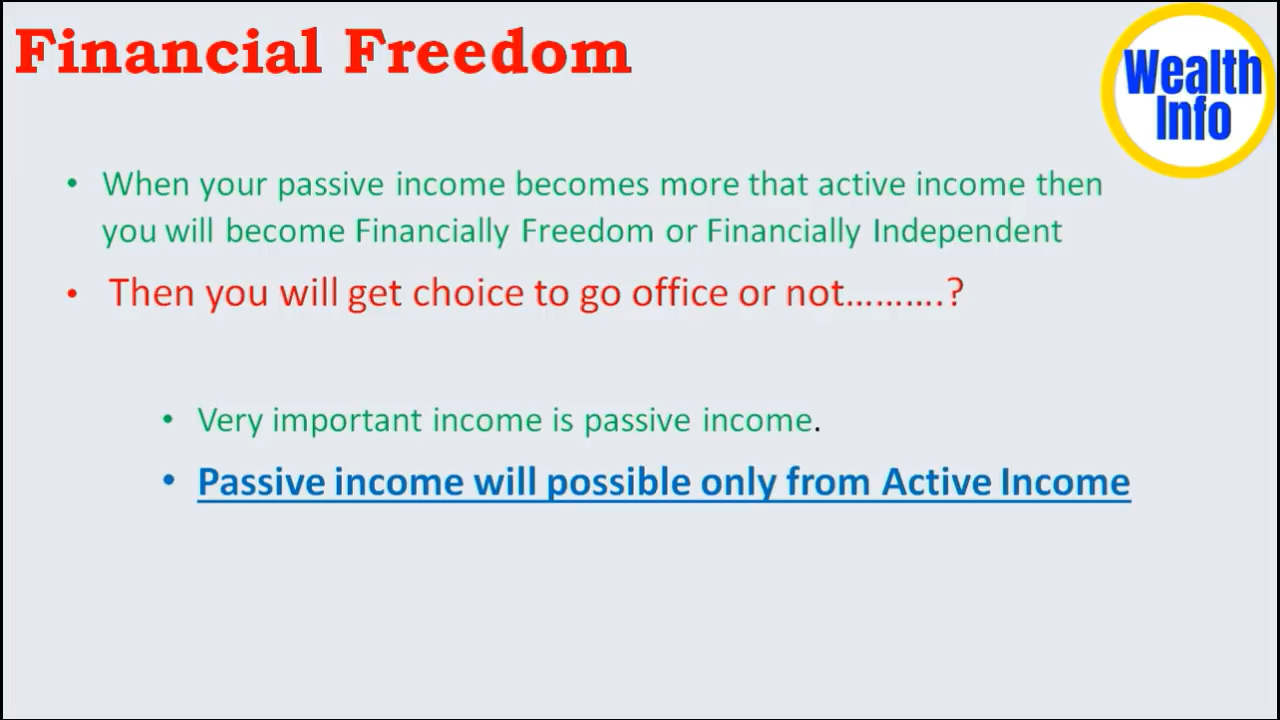 Financial Freedom
Wealth
Info
• When your passive income becomes more that active income then
you will become Financially Freedom or Financially Independent
• Then you will get choice to go office or not……….?
• Very important income is passive income.
• Passive income will possible only from Active Income